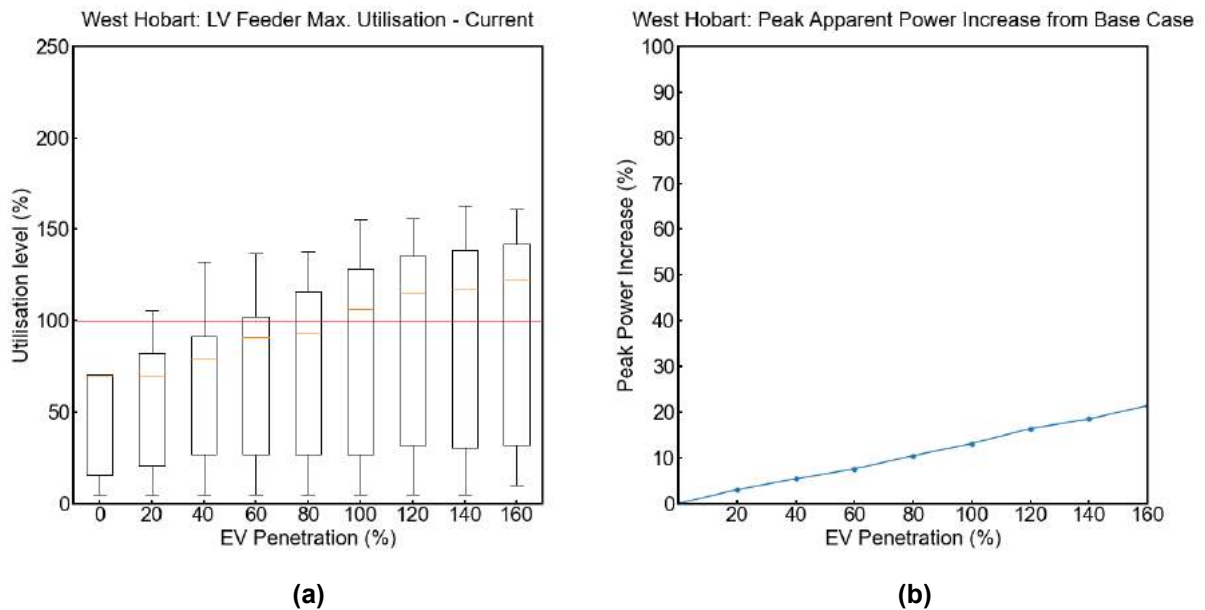 West Hobart: LV Feeder Max. Utilisation - Current
250
200
150
100
50
0
Utilisation level (%)
0 20 40 60 80 100 120 140 160
EV Penetration (%)
(a)
West Hobart: Peak Apparent Power Increase from Base Case
100
90
80
70
60
50
40
30
20
10
0
Peak Power Increase (%)
20 40 60 80 100 120 140 160
EV Penetration (%)
(b)